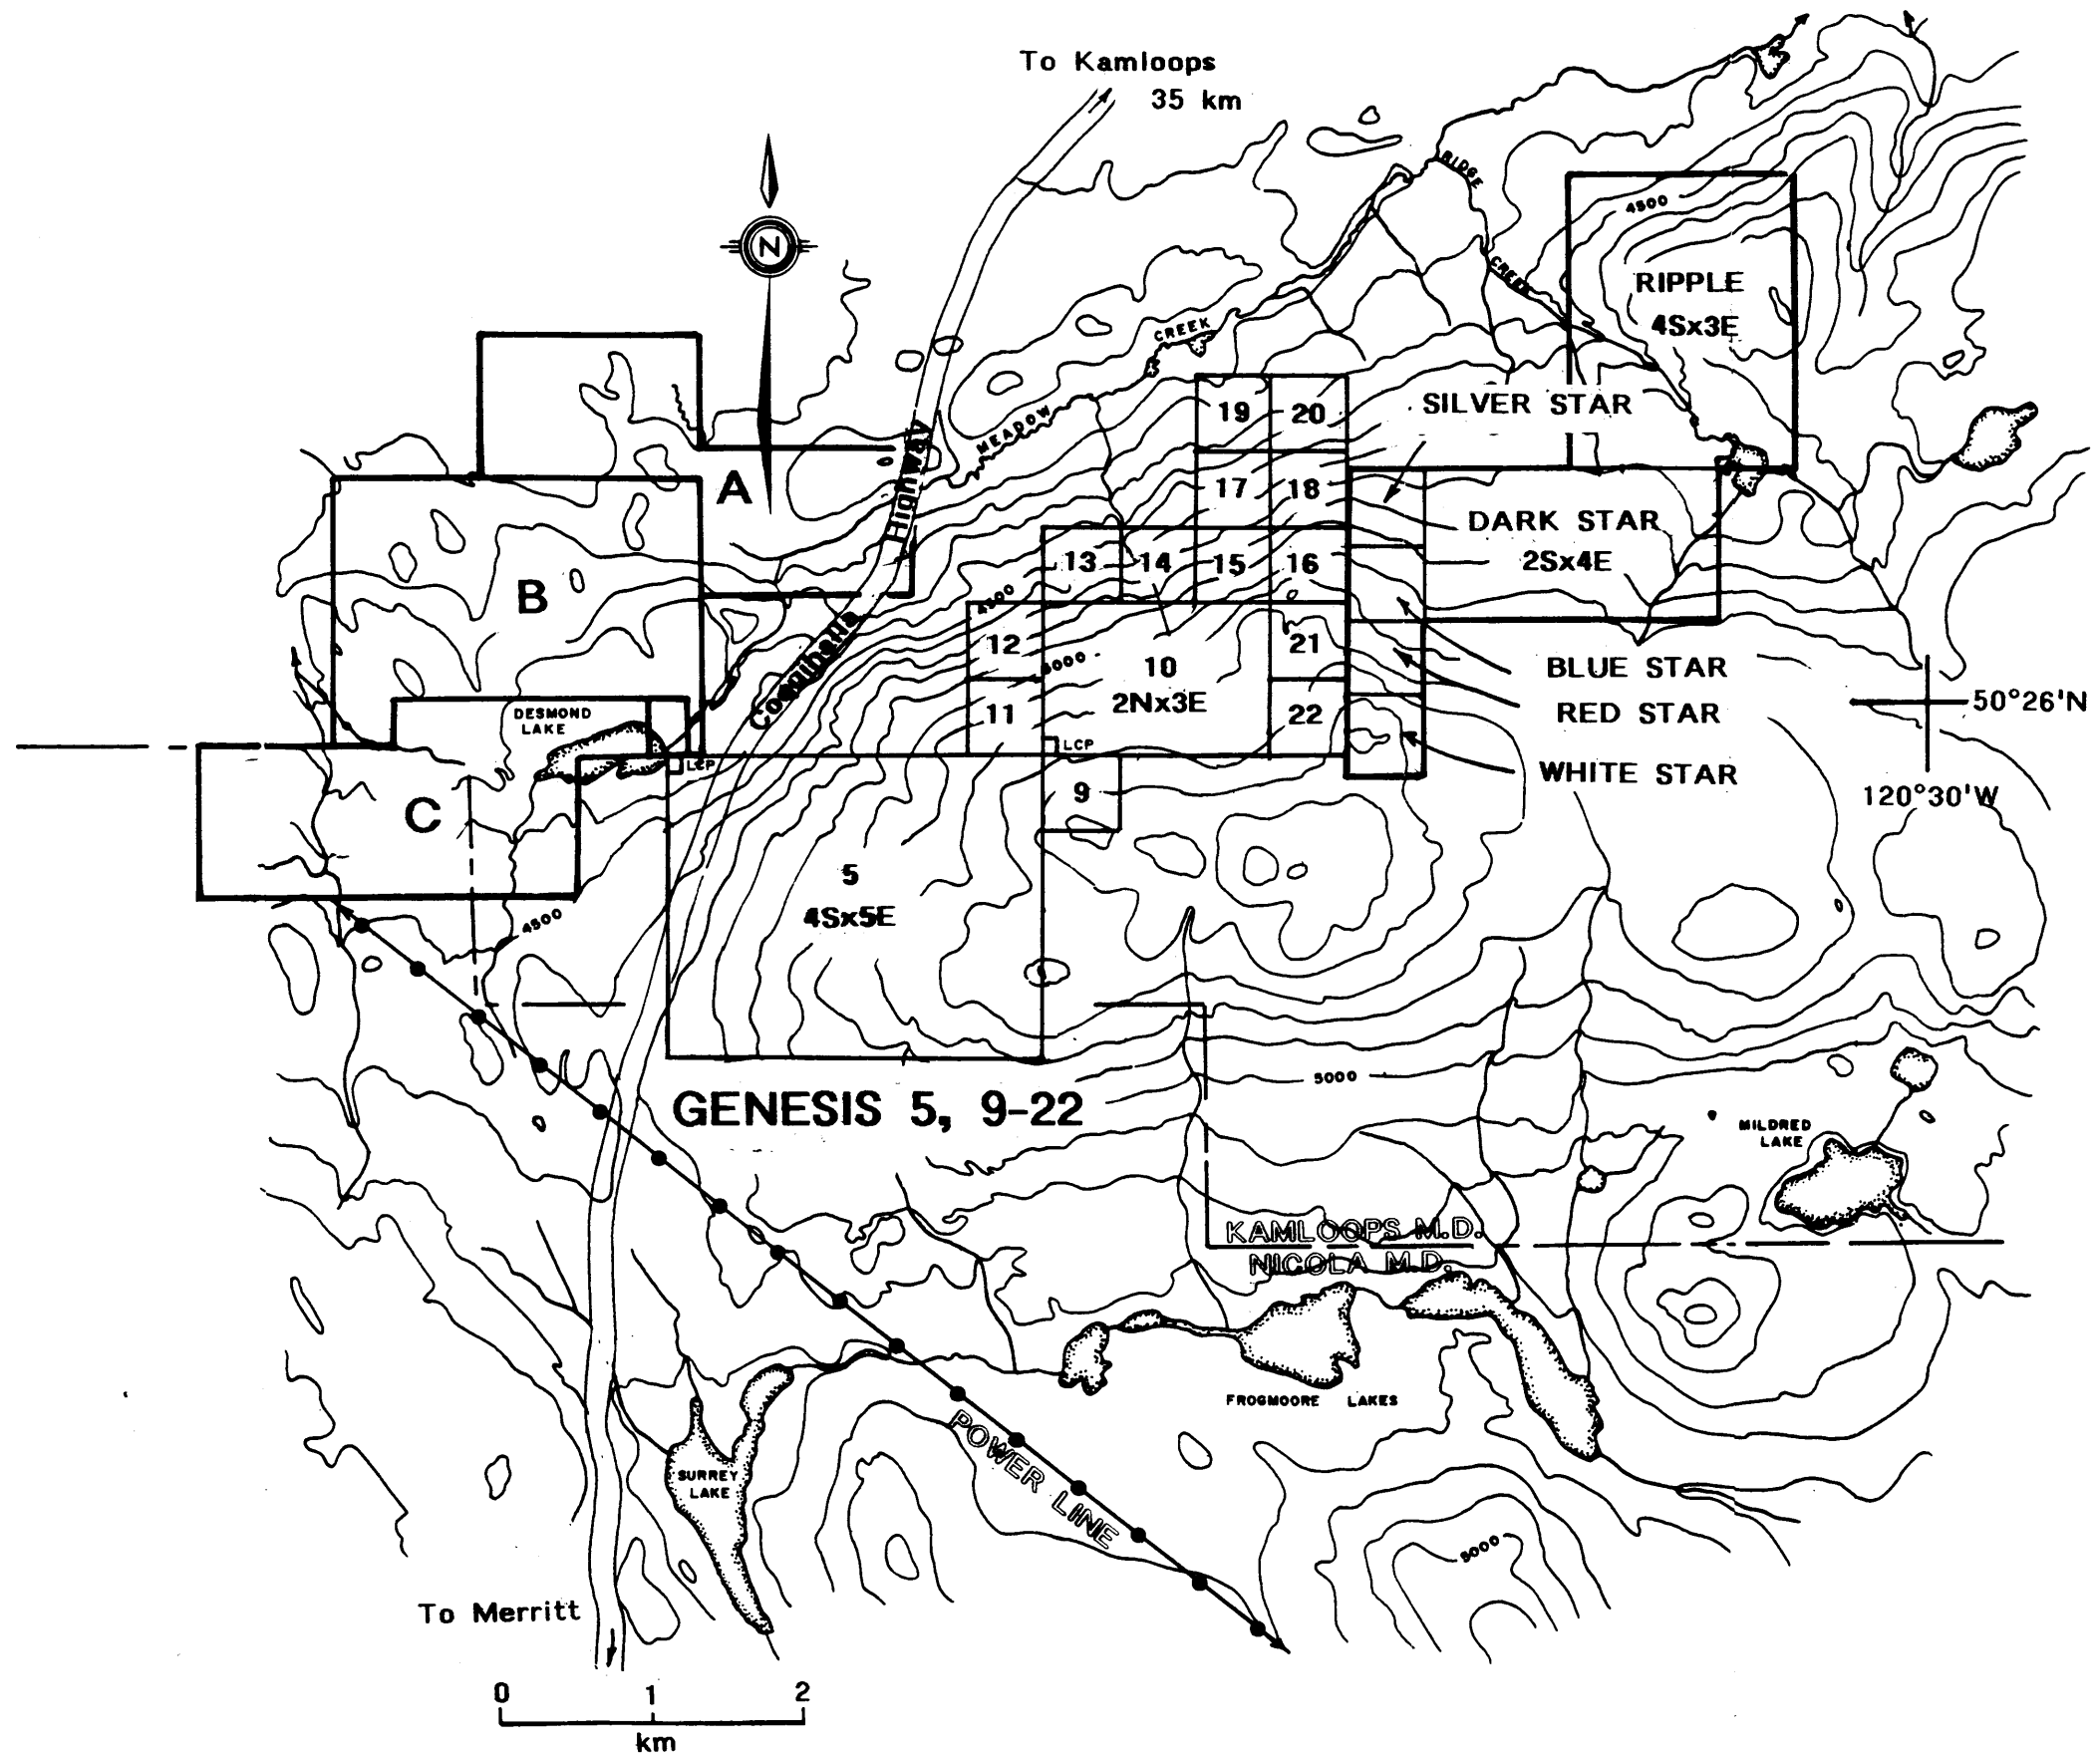 To Kamloops
35 km
N
RIDGE
CREEK
4500
RIPPLE
4Sx3E
MEADOW
CREEK
SILVER STAR
19
20
17
18
A
Highway
DARK STAR
2Sx4E
13
14
15
16
B
4500
12
5000
10
2Nx3E
21
BLUE STAR
RED STAR
WHITE STAR
50°26'N
120°30'W
DESMOND
LAKE
Coquihalla
11
22
LCP
LCP
9
C
5
4Sx5E
4500
GENESIS 5, 9-22
5000
MILDRED
LAKE
KAMLOOPS M.D.
NICOLA M.D.
FROGMOORE LAKES
POWER LINE
SURREY
LAKE
5000
To Merritt
0 1 2
km